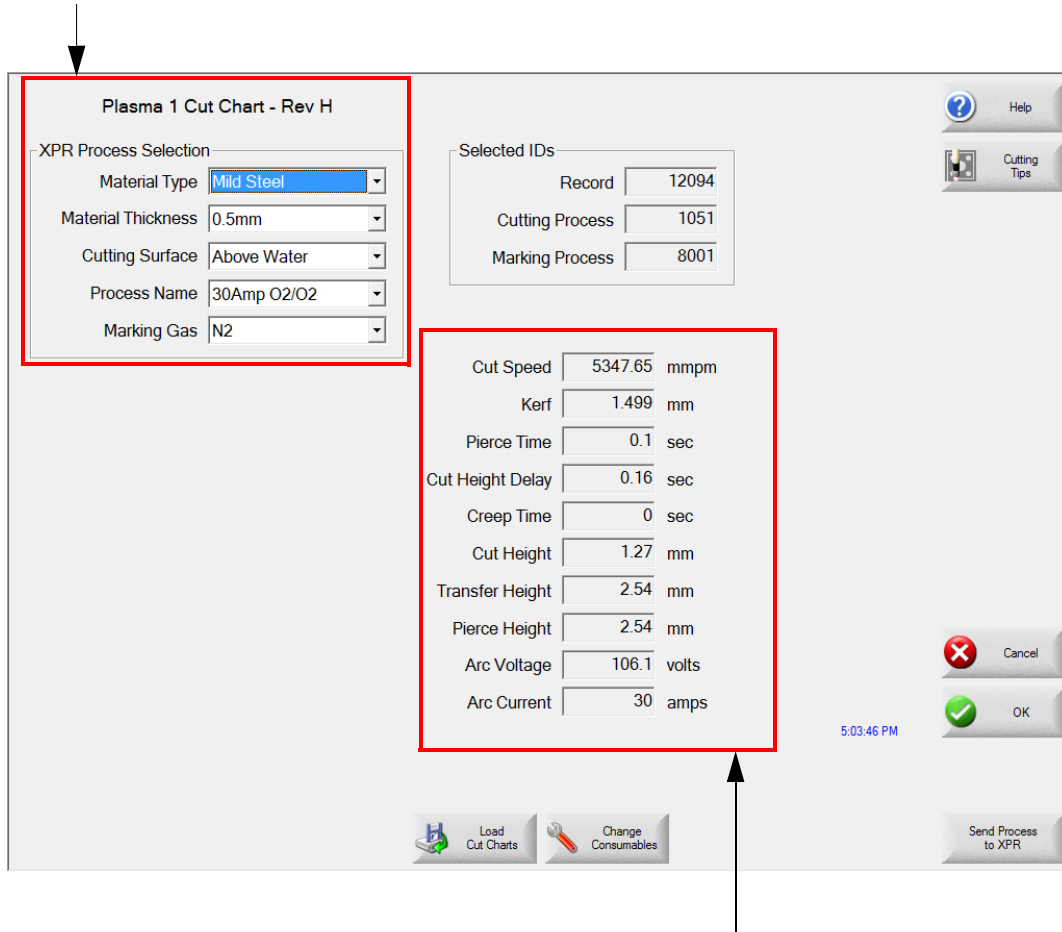 Plasma 1 Cut Chart - Rev H
XPR Process Selection
Material Type Mild Steel
Material Thickness 0.5mm
Cutting Surface Above Water
Process Name 30Amp O2/O2
Marking Gas N2
Selected IDs
Record 12094
Cutting Process 1051
Marking Process 8001
Cut Speed 5347.65 mmpm
Kerf 1.499 mm
Pierce Time 0.1 sec
Cut Height Delay 0.16 sec
Creep Time 0 sec
Cut Height 1.27 mm
Transfer Height 2.54 mm
Pierce Height 2.54 mm
Arc Voltage 106.1 volts
Arc Current 30 amps
Help
Cutting
Tips
Cancel
OK
5:03:46 PM
Load
Cut Charts
Change
Consumables
Send Process
to XPR